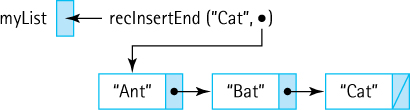 myList recInsertEnd ("Cat", )
"Ant" "Bat" "Cat"